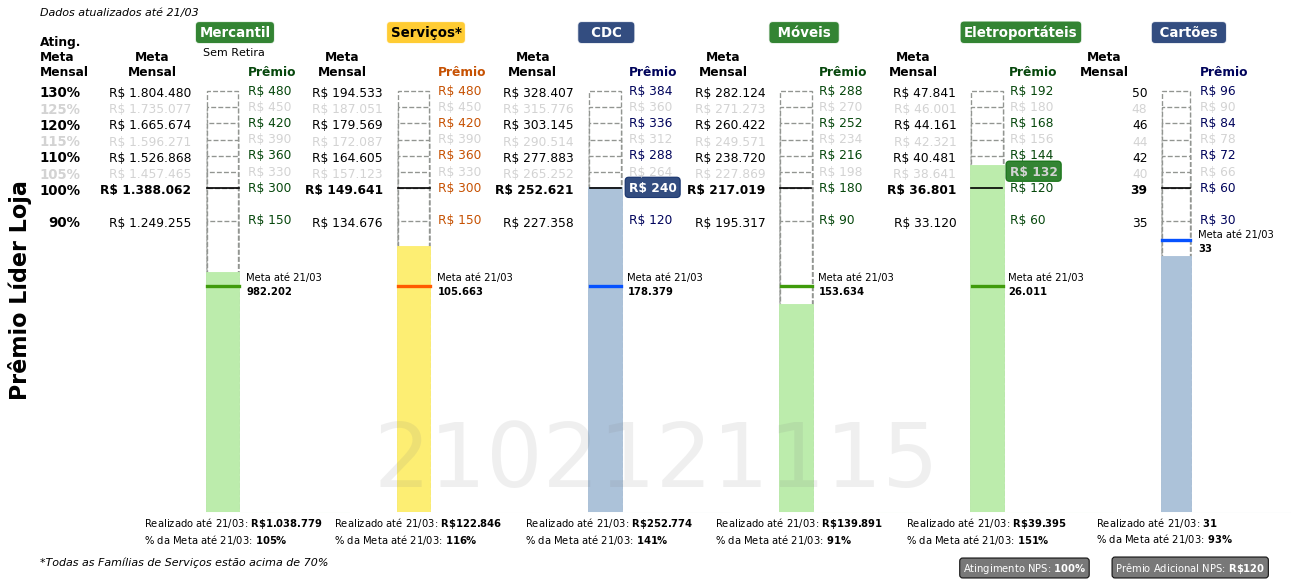 Dados atualizados até 21/03
Mercantil Serviços* CDC Móveis Eletroportáteis Cartões
Sem Retira
Ating. Meta Mensal Meta Mensal Prêmio Meta Mensal Prêmio Meta Mensal Prêmio Meta Mensal Prêmio Meta Mensal Prêmio Meta Mensal Prêmio
130% R$ 1.804.480 R$ 480 R$ 194.533 R$ 480 R$ 328.407 R$ 384 R$ 282.124 R$ 288 R$ 47.841 R$ 192 50 R$ 96
125% R$ 1.735.077 R$ 450 R$ 187.051 R$ 450 R$ 315.776 R$ 360 R$ 271.273 R$ 270 R$ 46.001 R$ 180 48 R$ 90
120% R$ 1.665.674 R$ 420 R$ 179.569 R$ 420 R$ 303.145 R$ 336 R$ 260.422 R$ 252 R$ 44.161 R$ 168 46 R$ 84
115% R$ 1.596.271 R$ 390 R$ 172.087 R$ 390 R$ 290.514 R$ 312 R$ 249.571 R$ 234 R$ 42.321 R$ 156 44 R$ 78
110% R$ 1.526.868 R$ 360 R$ 164.605 R$ 360 R$ 277.883 R$ 288 R$ 238.720 R$ 216 R$ 40.481 R$ 144 42 R$ 72
105% R$ 1.457.465 R$ 330 R$ 157.123 R$ 330 R$ 265.252 R$ 264 R$ 227.869 R$ 198 R$ 38.641 R$ 132 40 R$ 66
100% R$ 1.388.062 R$ 300 R$ 149.641 R$ 300 R$ 252.621 R$ 240 R$ 217.019 R$ 180 R$ 36.801 R$ 120 39 R$ 60
90% R$ 1.249.255 R$ 150 R$ 134.676 R$ 150 R$ 227.358 R$ 120 R$ 195.317 R$ 90 R$ 33.120 R$ 60 35 R$ 30
Meta até 21/03
33
Meta até 21/03 Meta até 21/03 Meta até 21/03 Meta até 21/03 Meta até 21/03
982.202 105.663 178.379 153.634 26.011
Prêmio Líder Loja
2102121115
Realizado até 21/03: R$1.038.779 Realizado até 21/03: R$122.846 Realizado até 21/03: R$252.774 Realizado até 21/03: R$139.891 Realizado até 21/03: R$39.395 Realizado até 21/03: 31
% da Meta até 21/03: 105% % da Meta até 21/03: 116% % da Meta até 21/03: 141% % da Meta até 21/03: 91% % da Meta até 21/03: 151% % da Meta até 21/03: 93%
*Todas as Famílias de Serviços estão acima de 70% Atingimento NPS: 100% Prêmio Adicional NPS: R$120